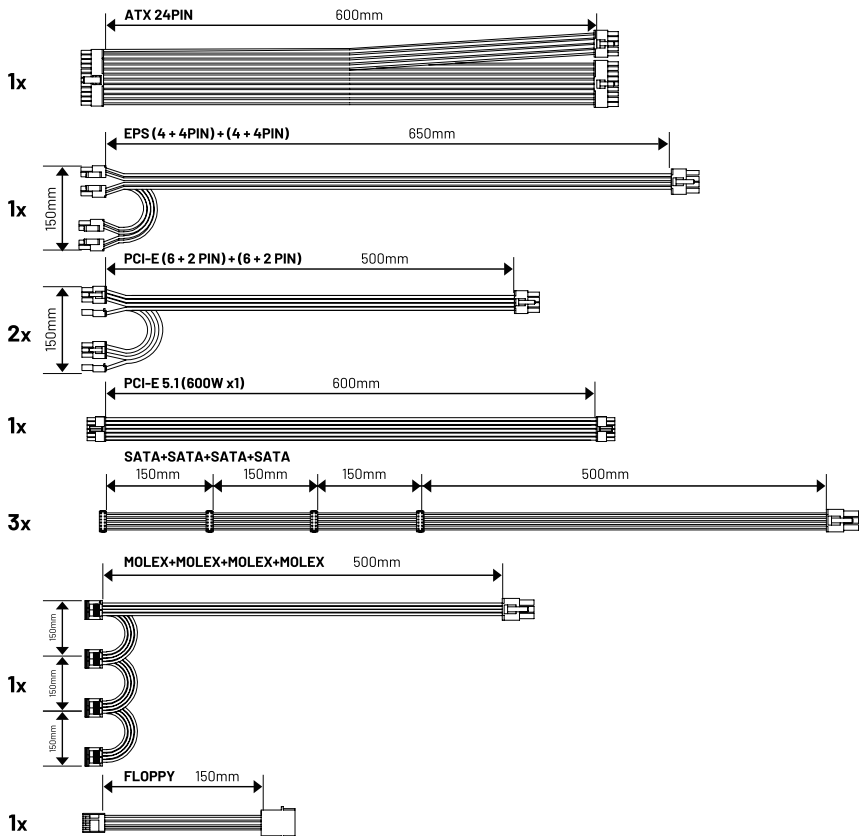 ATX 24PIN 600mm
1x
EPS (4 + 4PIN) + (4 + 4PIN) 650mm
1x
150mm
PCI-E (6 + 2 PIN) + (6 + 2 PIN) 500mm
2x
150mm
PCI-E 5.1 (600W x1) 600mm
1x
SATA+SATA+SATA+SATA
150mm 150mm 150mm 500mm
3x
MOLEX+MOLEX+MOLEX+MOLEX 500mm
150mm
1x
150mm
150mm
FLOPPY 150mm
1x